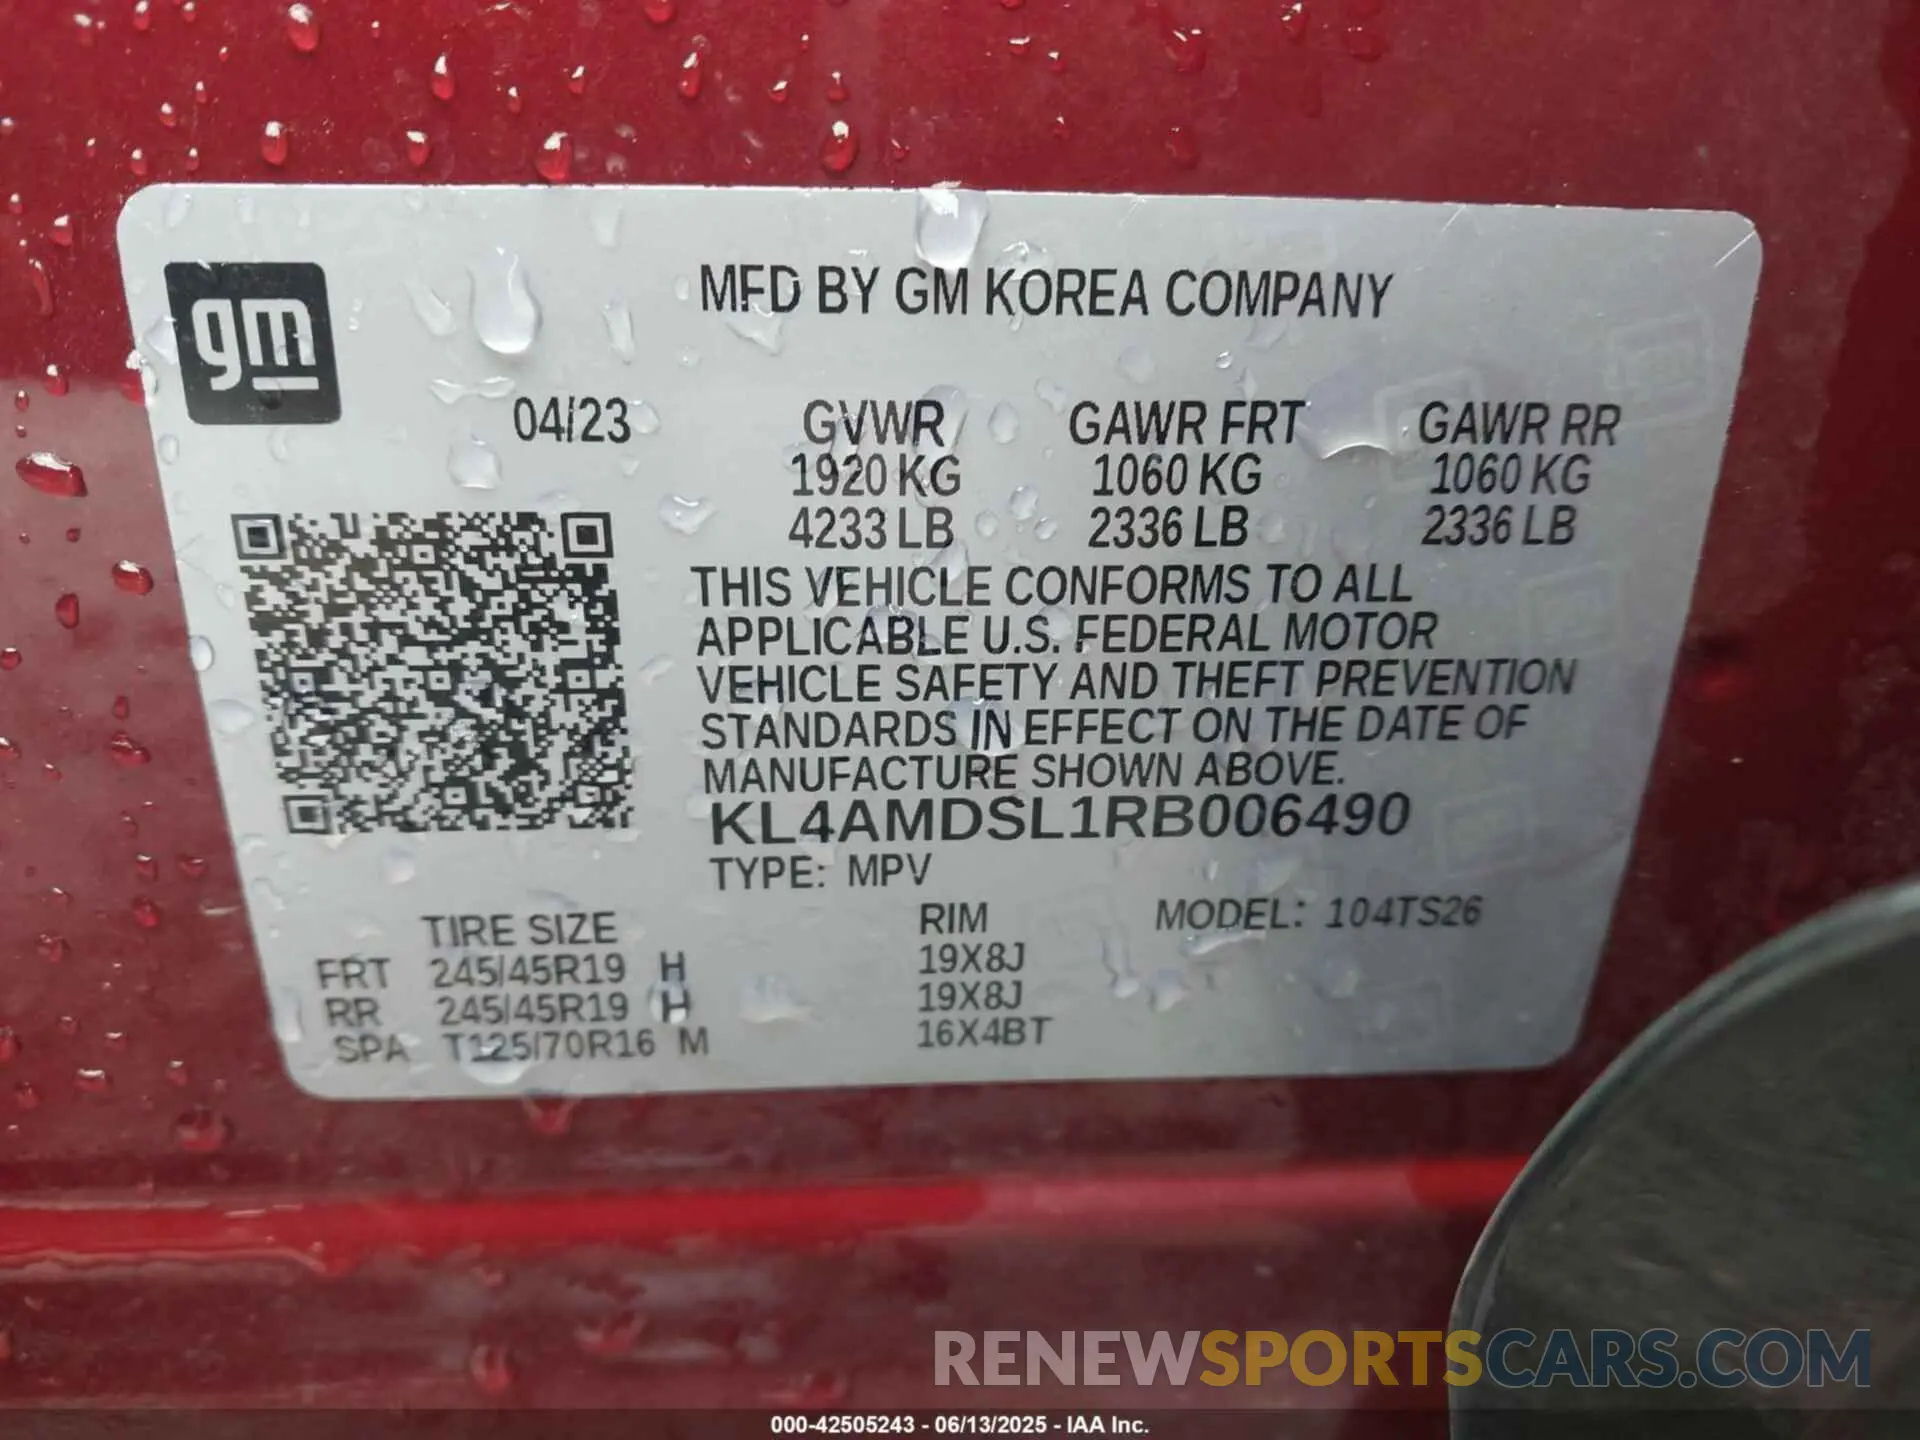 gm
MFD BY GM KOREA COMPANY
04/23 GVWR GAWR FRT GAWR RR
1920 KG 1060 KG 1060 KG
4233 LB 2336 LB 2336 LB
THIS VEHICLE CONFORMS TO ALL
APPLICABLE U.S. FEDERAL MOTOR
VEHICLE SAFETY AND THEFT PREVENTION
STANDARDS IN EFFECT ON THE DATE OF
MANUFACTURE SHOWN ABOVE.
KL4AMDSL1RB006490
TYPE: MPV
TIRE SIZE RIM MODEL: 104TS26
FRT 245/45R19 H 19X8J
RR 245/45R19 H 19X8J
SPA T125/70R16 M 16X4BT
RENEWSPORTSCARS.COM
000-42505243 - 06/13/2025 - IAA Inc.